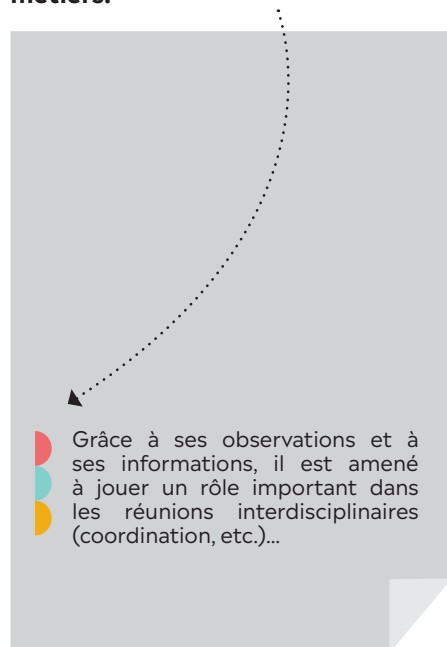 métiers.
Grâce à ses observations et à
ses informations, il est amené
à jouer un rôle important dans
les réunions interdisciplinaires
(coordination, etc.)...